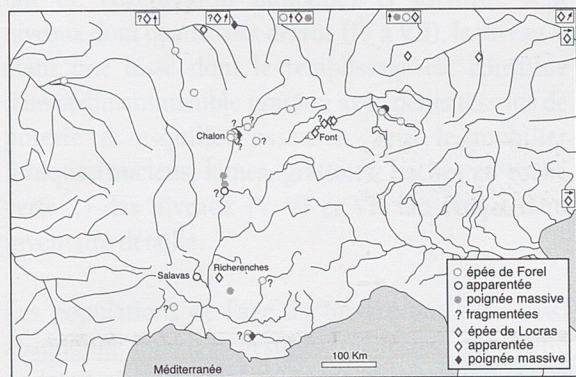 ?
?
Chalon
?
?
?
Font
?
?
Salavas
Richerenches
?
?
?
100 Km
Méditerranée
épée de Forel
apparentée
poignée massive
? fragmentées
épée de Locras
apparentée
poignée massive